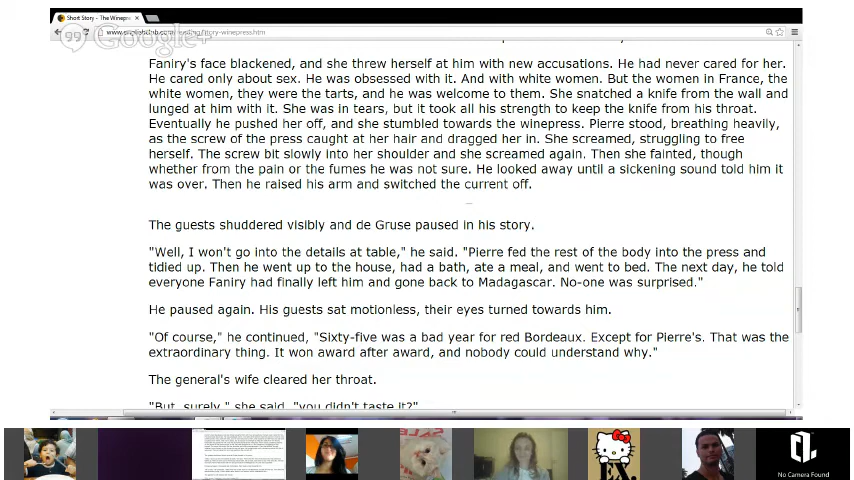 Short Story - The Winepre
Google+
Faniry's face blackened, and she threw herself at him with new accusations. He had never cared for her.
He cared only about sex. He was obsessed with it. And with white women. But the women in France, the
white women, they were the tarts, and he was welcome to them. She snatched a knife from the wall and
lunged at him with it. She was in tears, but it took all his strength to keep the knife from his throat.
Eventually he pushed her off, and she stumbled towards the winepress. Pierre stood, breathing heavily,
as the screw of the press caught at her hair and dragged her in. She screamed, struggling to free
herself. The screw bit slowly into her shoulder and she screamed again. Then she fainted, though
whether from the pain or the fumes he was not sure. He looked away until a sickening sound told him it
was over. Then he raised his arm and switched the current off.
The guests shuddered visibly and de Gruse paused in his story.
"Well, I won't go into the details at table," he said. "Pierre fed the rest of the body into the press and
tidied up. Then he went up to the house, had a bath, ate a meal, and went to bed. The next day, he told
everyone Faniry had finally left him and gone back to Madagascar. No-one was surprised."
He paused again. His guests sat motionless, their eyes turned towards him.
"Of course," he continued, "Sixty-five was a bad year for red Bordeaux. Except for Pierre's. That was the
extraordinary thing. It won award after award, and nobody could understand why."
The general's wife cleared her throat.
"But, surely," she said, "you didn't taste it?"
No Camera Found